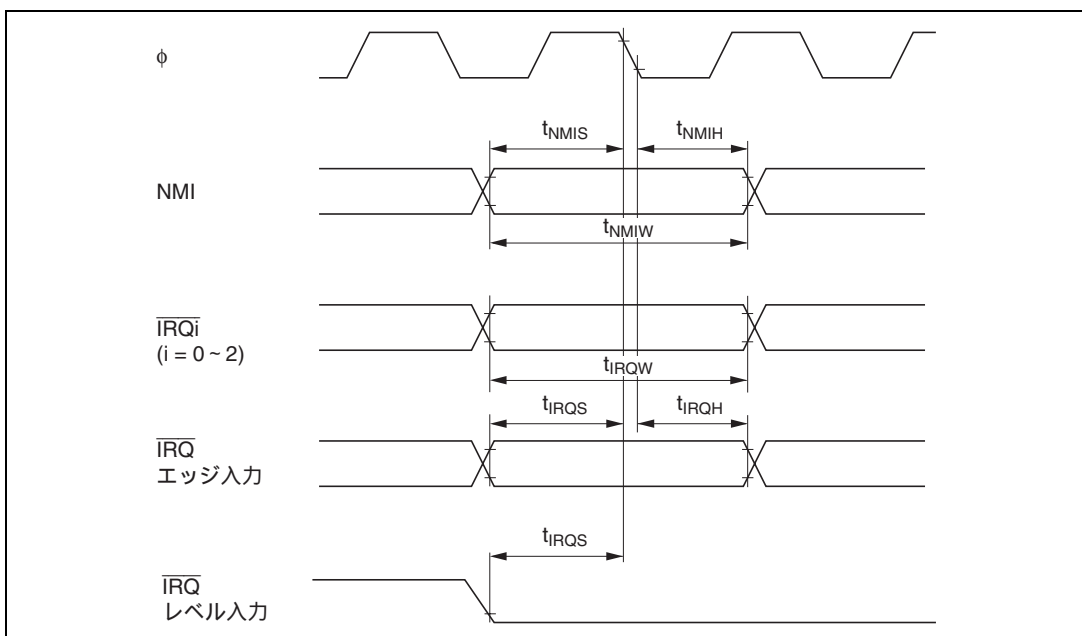 φ
tNMIS tNMIH
NMI
tNMIW
IRQi
(i = 0 ~ 2)
tIRQW
tIRQS tIRQH
IRQ
エッジ入力
tIRQS
IRQ
レベル入力